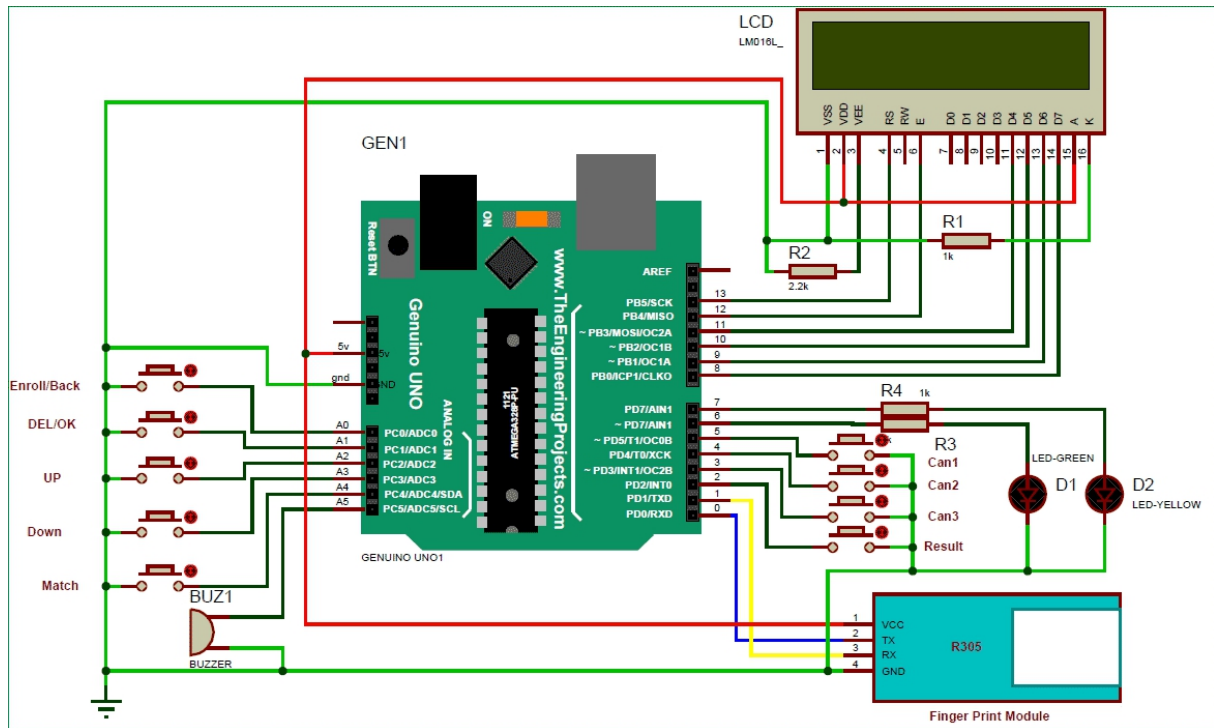 LCD
LM016L_
VSS
VDD
VEE
RS
RW
E
D0
D1
D2
D3
D4
D5
D6
D7
A
K
1
2
3
4
5
6
7
8
9
10
11
12
13
14
15
16
GEN1
R1
1k
R2
2.2k
Reset BTN
ON
Genuino UNO
www.TheEngineeringProjects.com
1121
ATMEGA328P-PU
ANALOG IN
5v
5v
gnd
GND
AREF
13
PB5/SCK
12
PB4/MISO
11
~ PB3/MOSI/OC2A
10
~ PB2/OC1B
9
~ PB1/OC1A
8
PB0/ICP1/CLKO
7
PD7/AIN1
6
~ PD7/AIN1
5
~ PD5/T1/OC0B
4
PD4/T0/XCK
3
~ PD3/INT1/OC2B
2
PD2/INT0
1
PD1/TXD
0
PD0/RXD
A0
PC0/ADC0
A1
PC1/ADC1
A2
PC2/ADC2
A3
PC3/ADC3
A4
PC4/ADC4/SDA
A5
PC5/ADC5/SCL
GENUINO UNO1
Enroll/Back
DEL/OK
UP
Down
Match
BUZ1
BUZZER
R4
1k
R3
Can1
Can2
Can3
Result
LED-GREEN
D1
D2
LED-YELLOW
1
VCC
2
TX
3
RX
4
GND
R305
Finger Print Module